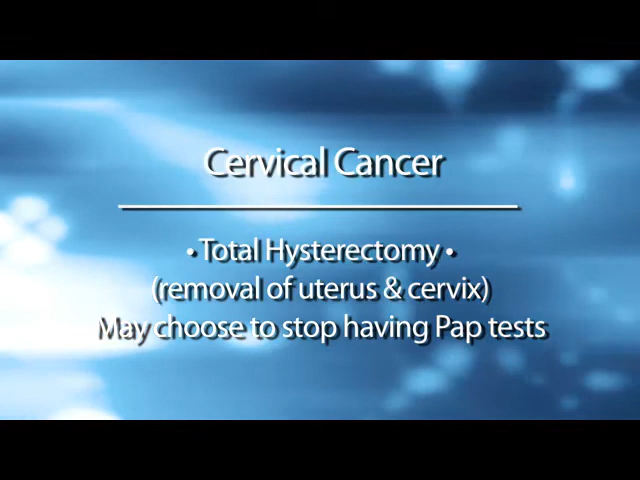 Cervical Cancer
• Total Hysterectomy •
(removal of uterus & cervix)
May choose to stop having Pap tests